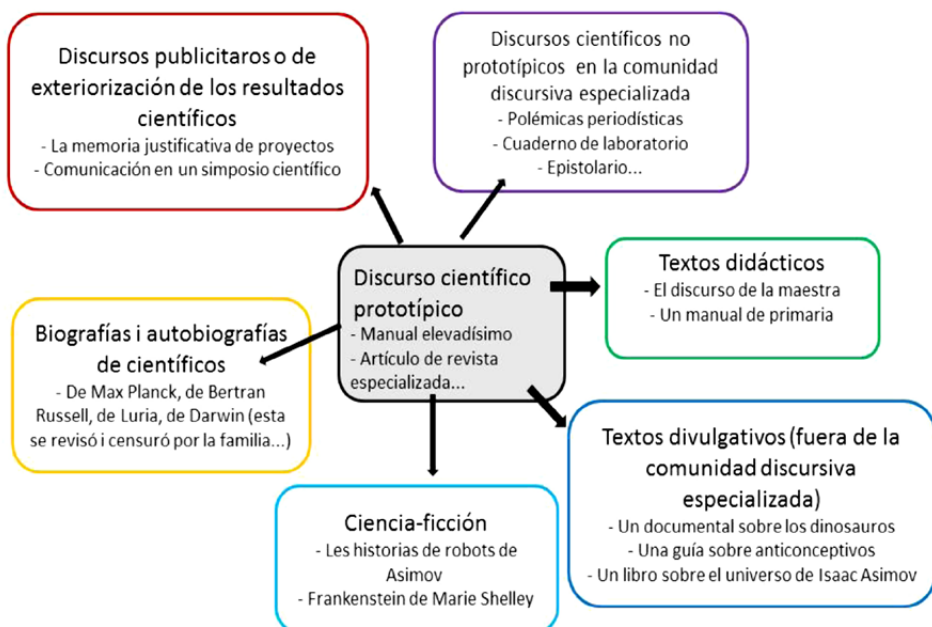 Discursos publicitaros o de
exteriorización de los resultados
científicos
- La memoria justificativa de proyectos
- Comunicación en un simposio científico
Discursos científicos no
prototípicos en la comunidad
discursiva especializada
- Polémicas periodísticas
- Cuaderno de laboratorio
- Epistolario...
Discurso científico
prototípico
- Manual elevadísimo
- Artículo de revista
especializada...
Textos didácticos
- El discurso de la maestra
- Un manual de primaria
Biografías i autobiografías
de científicos
- De Max Planck, de Bertran
Russell, de Luria, de Darwin (esta
se revisó i censuró por la familia...)
Textos divulgativos (fuera de la
comunidad discursiva
especializada)
- Un documental sobre los dinosauros
- Una guía sobre anticonceptivos
- Un libro sobre el universo de Isaac Asimov
Ciencia-ficción
- Les historias de robots de
Asimov
- Frankenstein de Marie Shelley